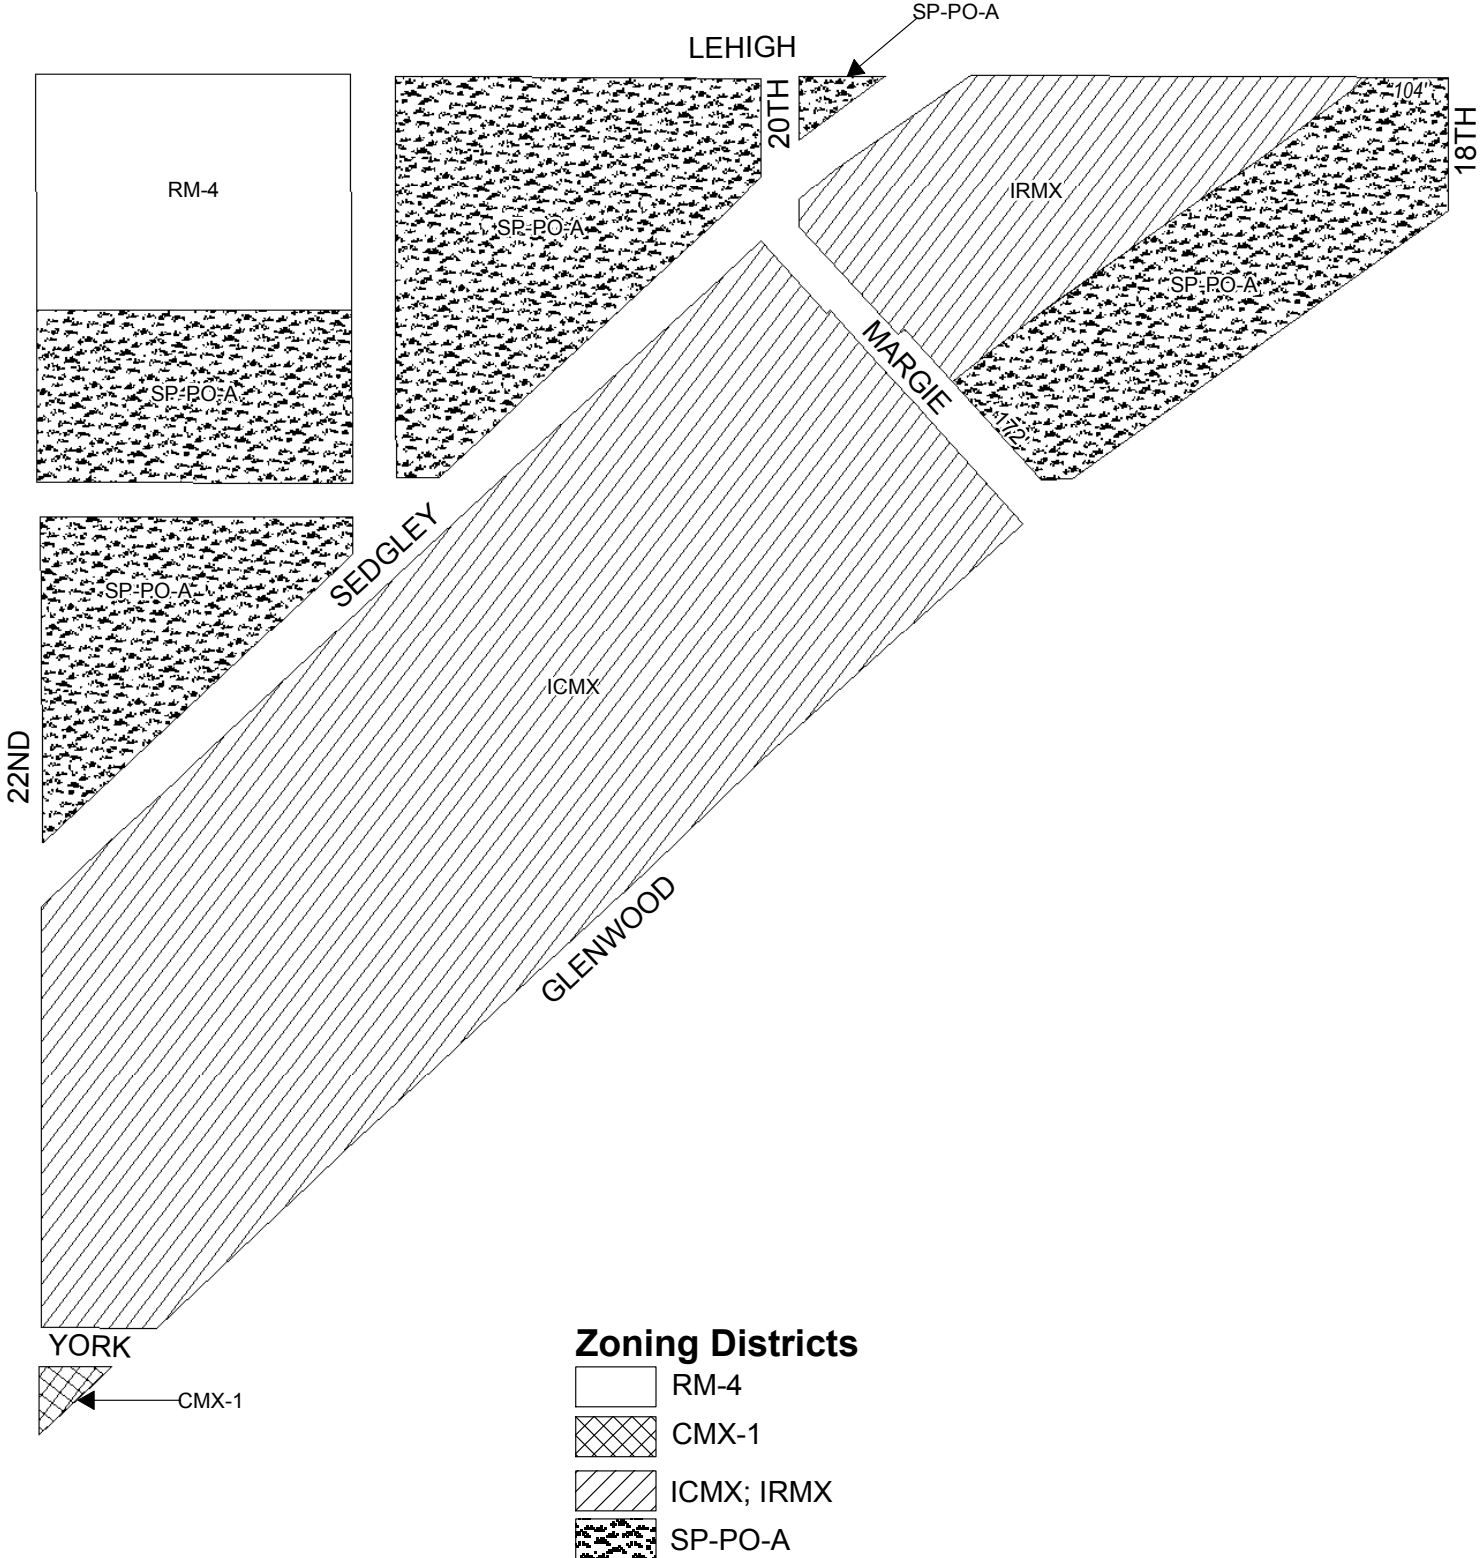 SP-PO-A
LEHIGH
20TH
104'
18TH
RM-4
IRMX
SP-PO-A
SP-PO-A
MARGIE
SP-PO-A
172'
SEDGLEY
SP-PO-A
ICMX
22ND
GLENWOOD
YORK
CMX-1
Zoning Districts
RM-4
CMX-1
ICMX; IRMX
SP-PO-A